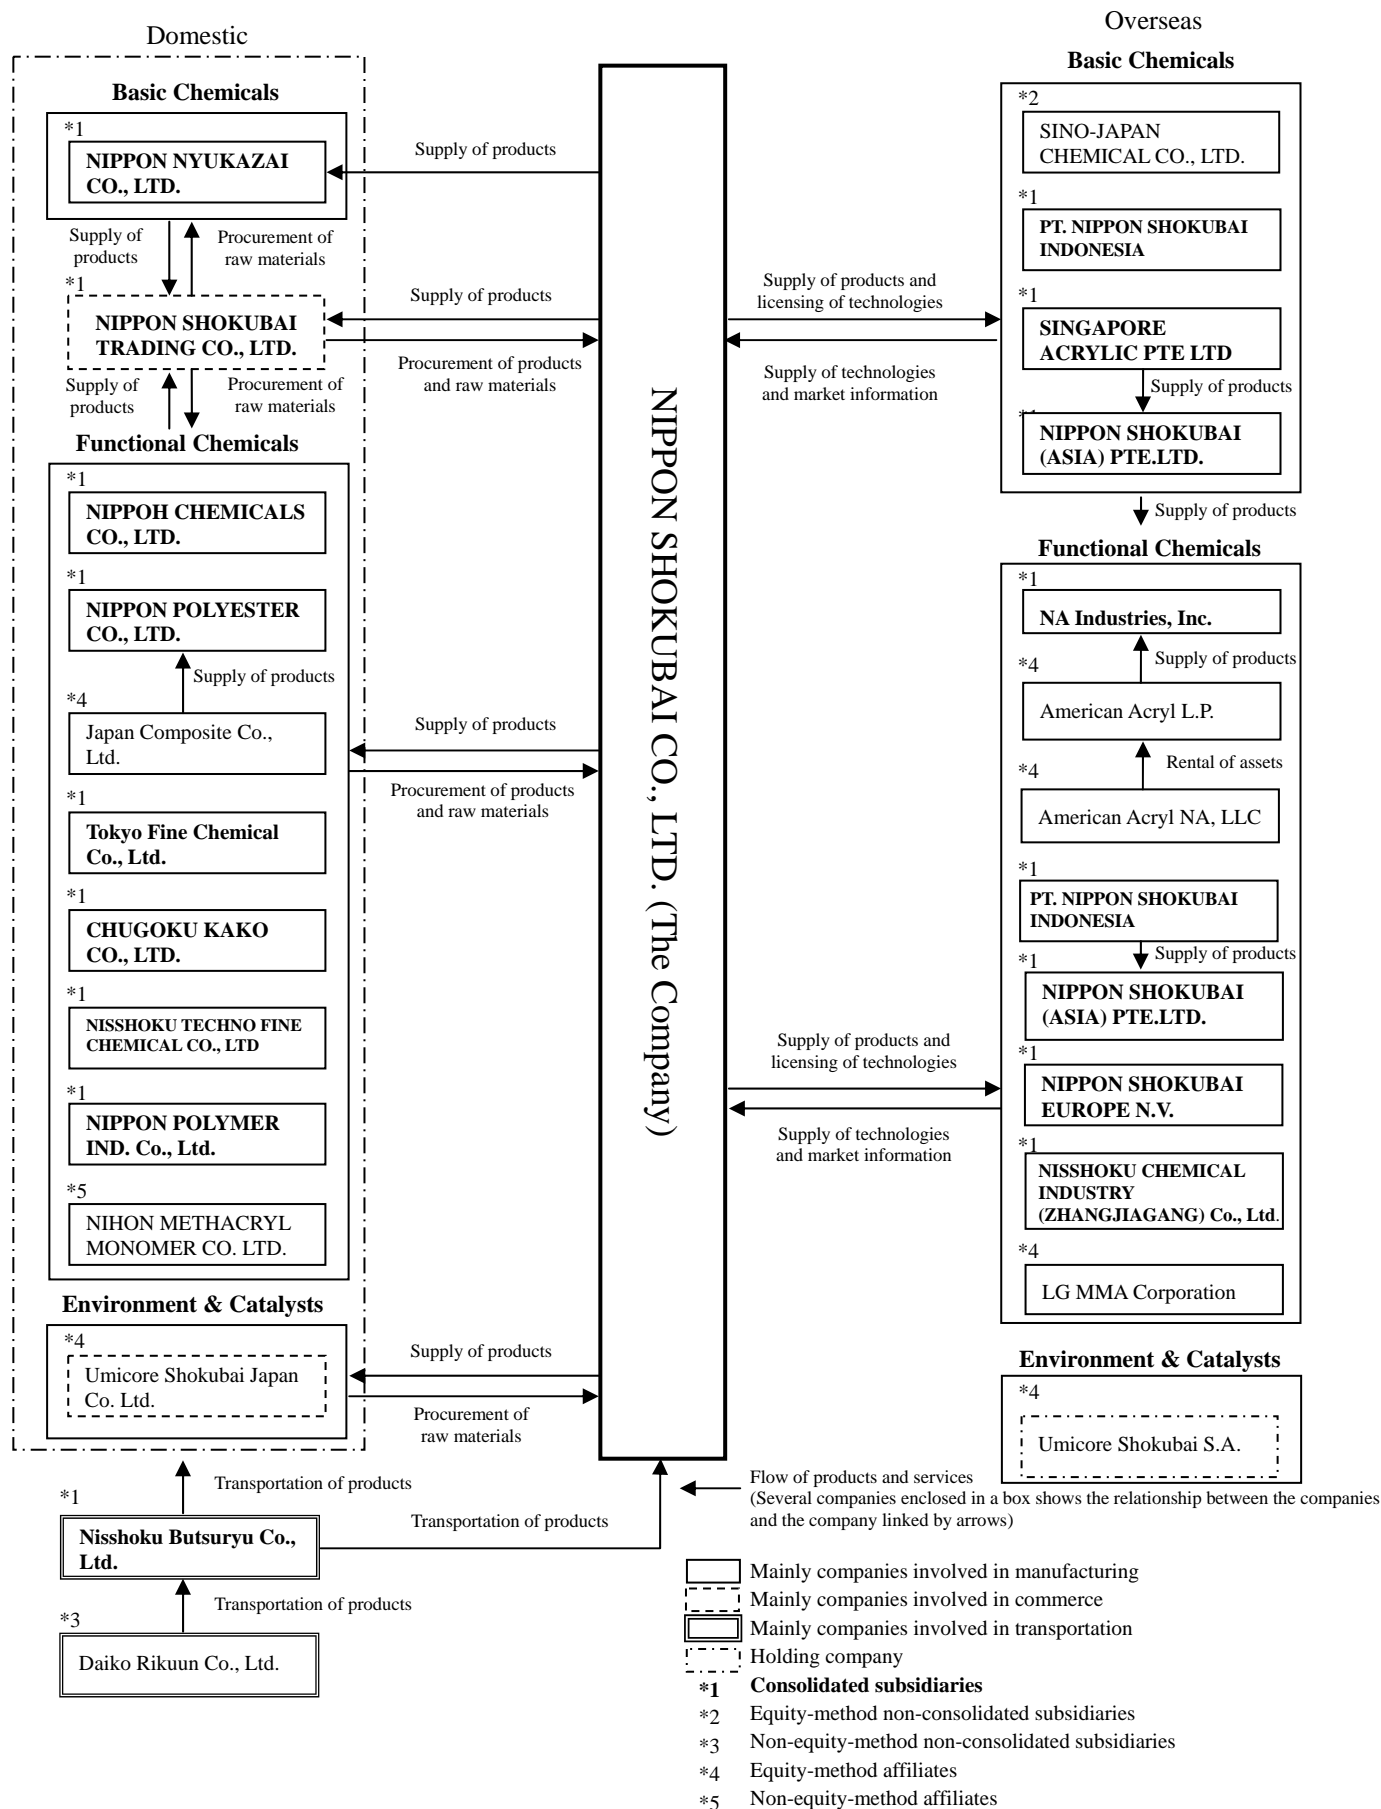 Domestic
Basic Chemicals
*1
NIPPON NYUKAZAI
CO., LTD.
Supply of
products
Procurement of
raw materials
*1
NIPPON SHOKUBAI
TRADING CO., LTD.
Supply of
products
Procurement of
raw materials
Functional Chemicals
*1
NIPPOH CHEMICALS
CO., LTD.
*1
NIPPON POLYESTER
CO., LTD.
Supply of products
*4
Japan Composite Co.,
Ltd.
*1
Tokyo Fine Chemical
Co., Ltd.
*1
CHUGOKU KAKO
CO., LTD.
*1
NISSHOKU TECHNO FINE
CHEMICAL CO., LTD
*1
NIPPON POLYMER
IND. Co., Ltd.
*5
NIHON METHACRYL
MONOMER CO. LTD.
Environment & Catalysts
*4
Umicore Shokubai Japan
Co. Ltd.
Transportation of products
*1
Nisshoku Butsuryu Co.,
Ltd.
Transportation of products
*3
Daiko Rikuun Co., Ltd.
Supply of products
Supply of products
Procurement of products
and raw materials
Supply of products
Procurement of products
and raw materials
Supply of products
Procurement of
raw materials
Transportation of products
NIPPON SHOKUBAI CO., LTD. (The Company)
Supply of products and
licensing of technologies
Supply of technologies
and market information
Supply of products and
licensing of technologies
Supply of technologies
and market information
Overseas
Basic Chemicals
*2
SINO-JAPAN
CHEMICAL CO., LTD.
*1
PT. NIPPON SHOKUBAI
INDONESIA
*1
SINGAPORE
ACRYLIC PTE LTD
Supply of products
*1
NIPPON SHOKUBAI
(ASIA) PTE.LTD.
Supply of products
Functional Chemicals
*1
NA Industries, Inc.
Supply of products
*4
American Acryl L.P.
Rental of assets
*4
American Acryl NA, LLC
*1
PT. NIPPON SHOKUBAI
INDONESIA
Supply of products
*1
NIPPON SHOKUBAI
(ASIA) PTE.LTD.
*1
NIPPON SHOKUBAI
EUROPE N.V.
*1
NISSHOKU CHEMICAL
INDUSTRY
(ZHANGJIAGANG) Co., Ltd.
*4
LG MMA Corporation
Environment & Catalysts
*4
Umicore Shokubai S.A.
Flow of products and services
(Several companies enclosed in a box shows the relationship between the companies
and the company linked by arrows)
Mainly companies involved in manufacturing
Mainly companies involved in commerce
Mainly companies involved in transportation
Holding company
*1 Consolidated subsidiaries
*2 Equity-method non-consolidated subsidiaries
*3 Non-equity-method non-consolidated subsidiaries
*4 Equity-method affiliates
*5 Non-equity-method affiliates